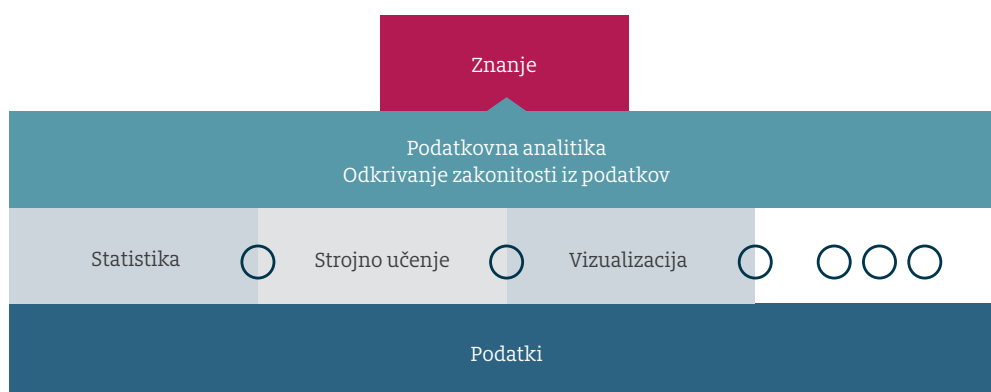 Znanje
Podatkovna analitika
Odkrivanje zakonitosti iz podatkov
Statistika
Strojno učenje
Vizualizacija
Podatki